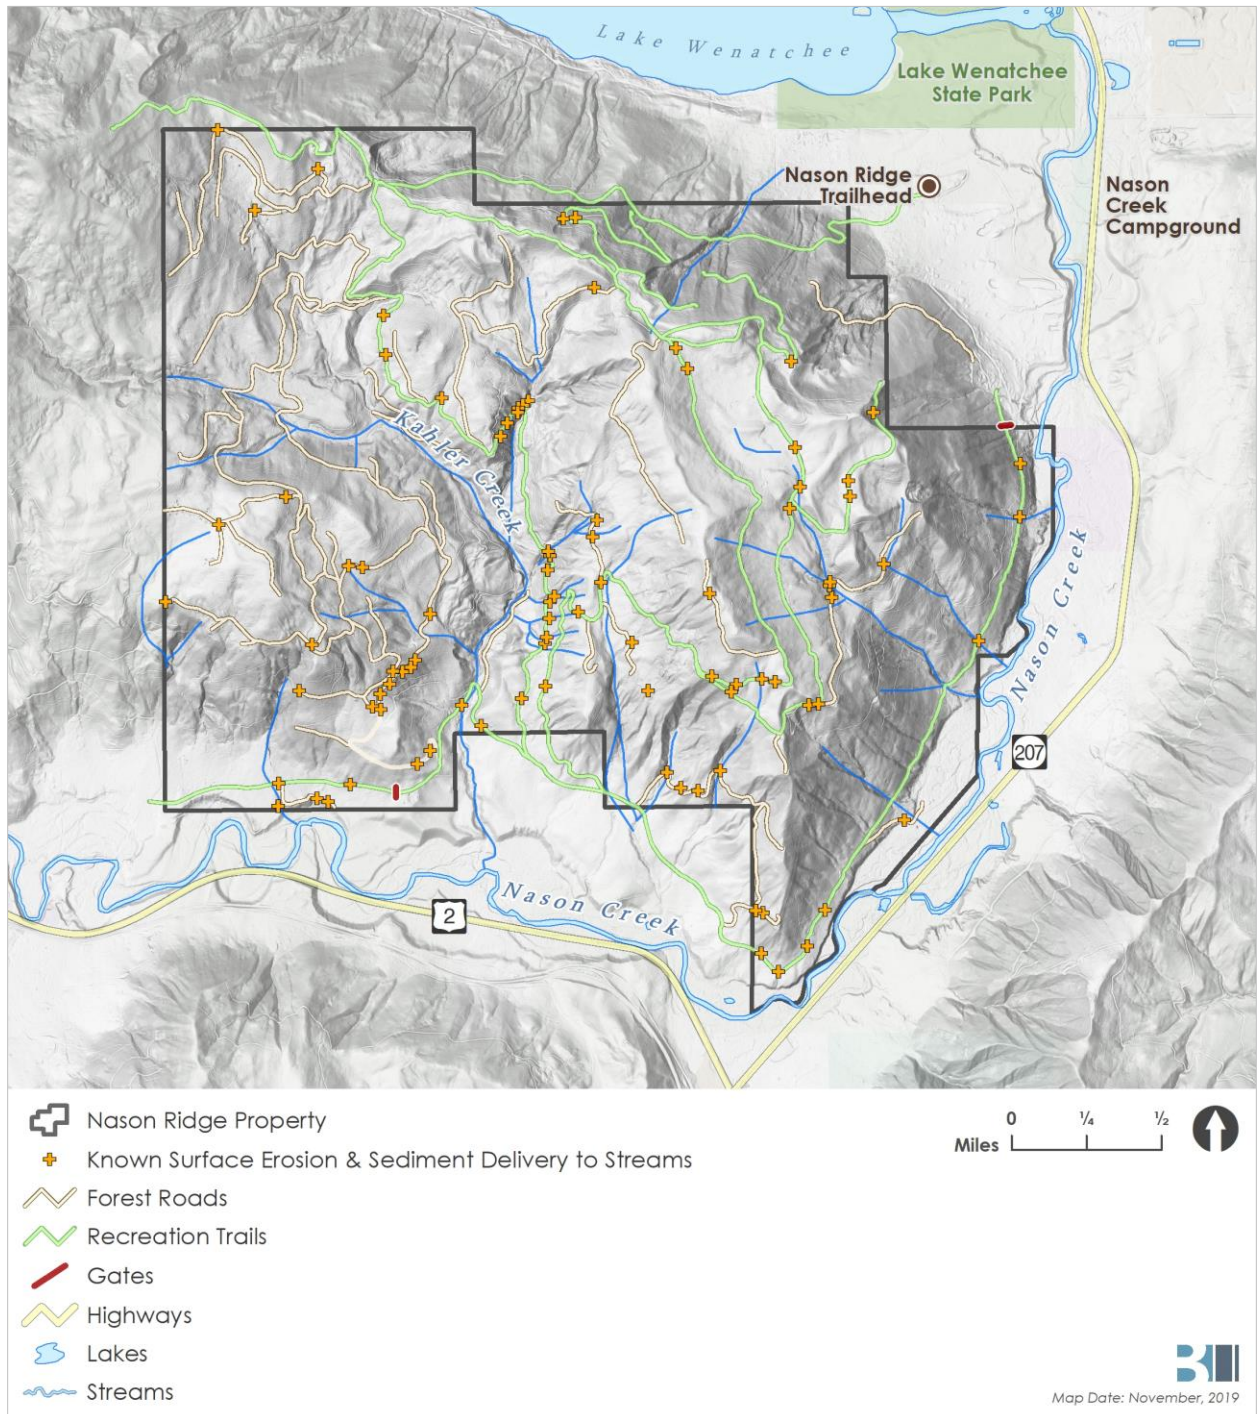 Lake Wenatchee
Lake Wenatchee
State Park
Nason Ridge
Trailhead
Nason
Creek
Campground
Kahler Creek
Nason Creek
207
Nason Creek
2
Nason Ridge Property
Known Surface Erosion & Sediment Delivery to Streams
Forest Roads
Recreation Trails
Gates
Highways
Lakes
Streams
0 ¼ ½
Miles
Map Date: November, 2019